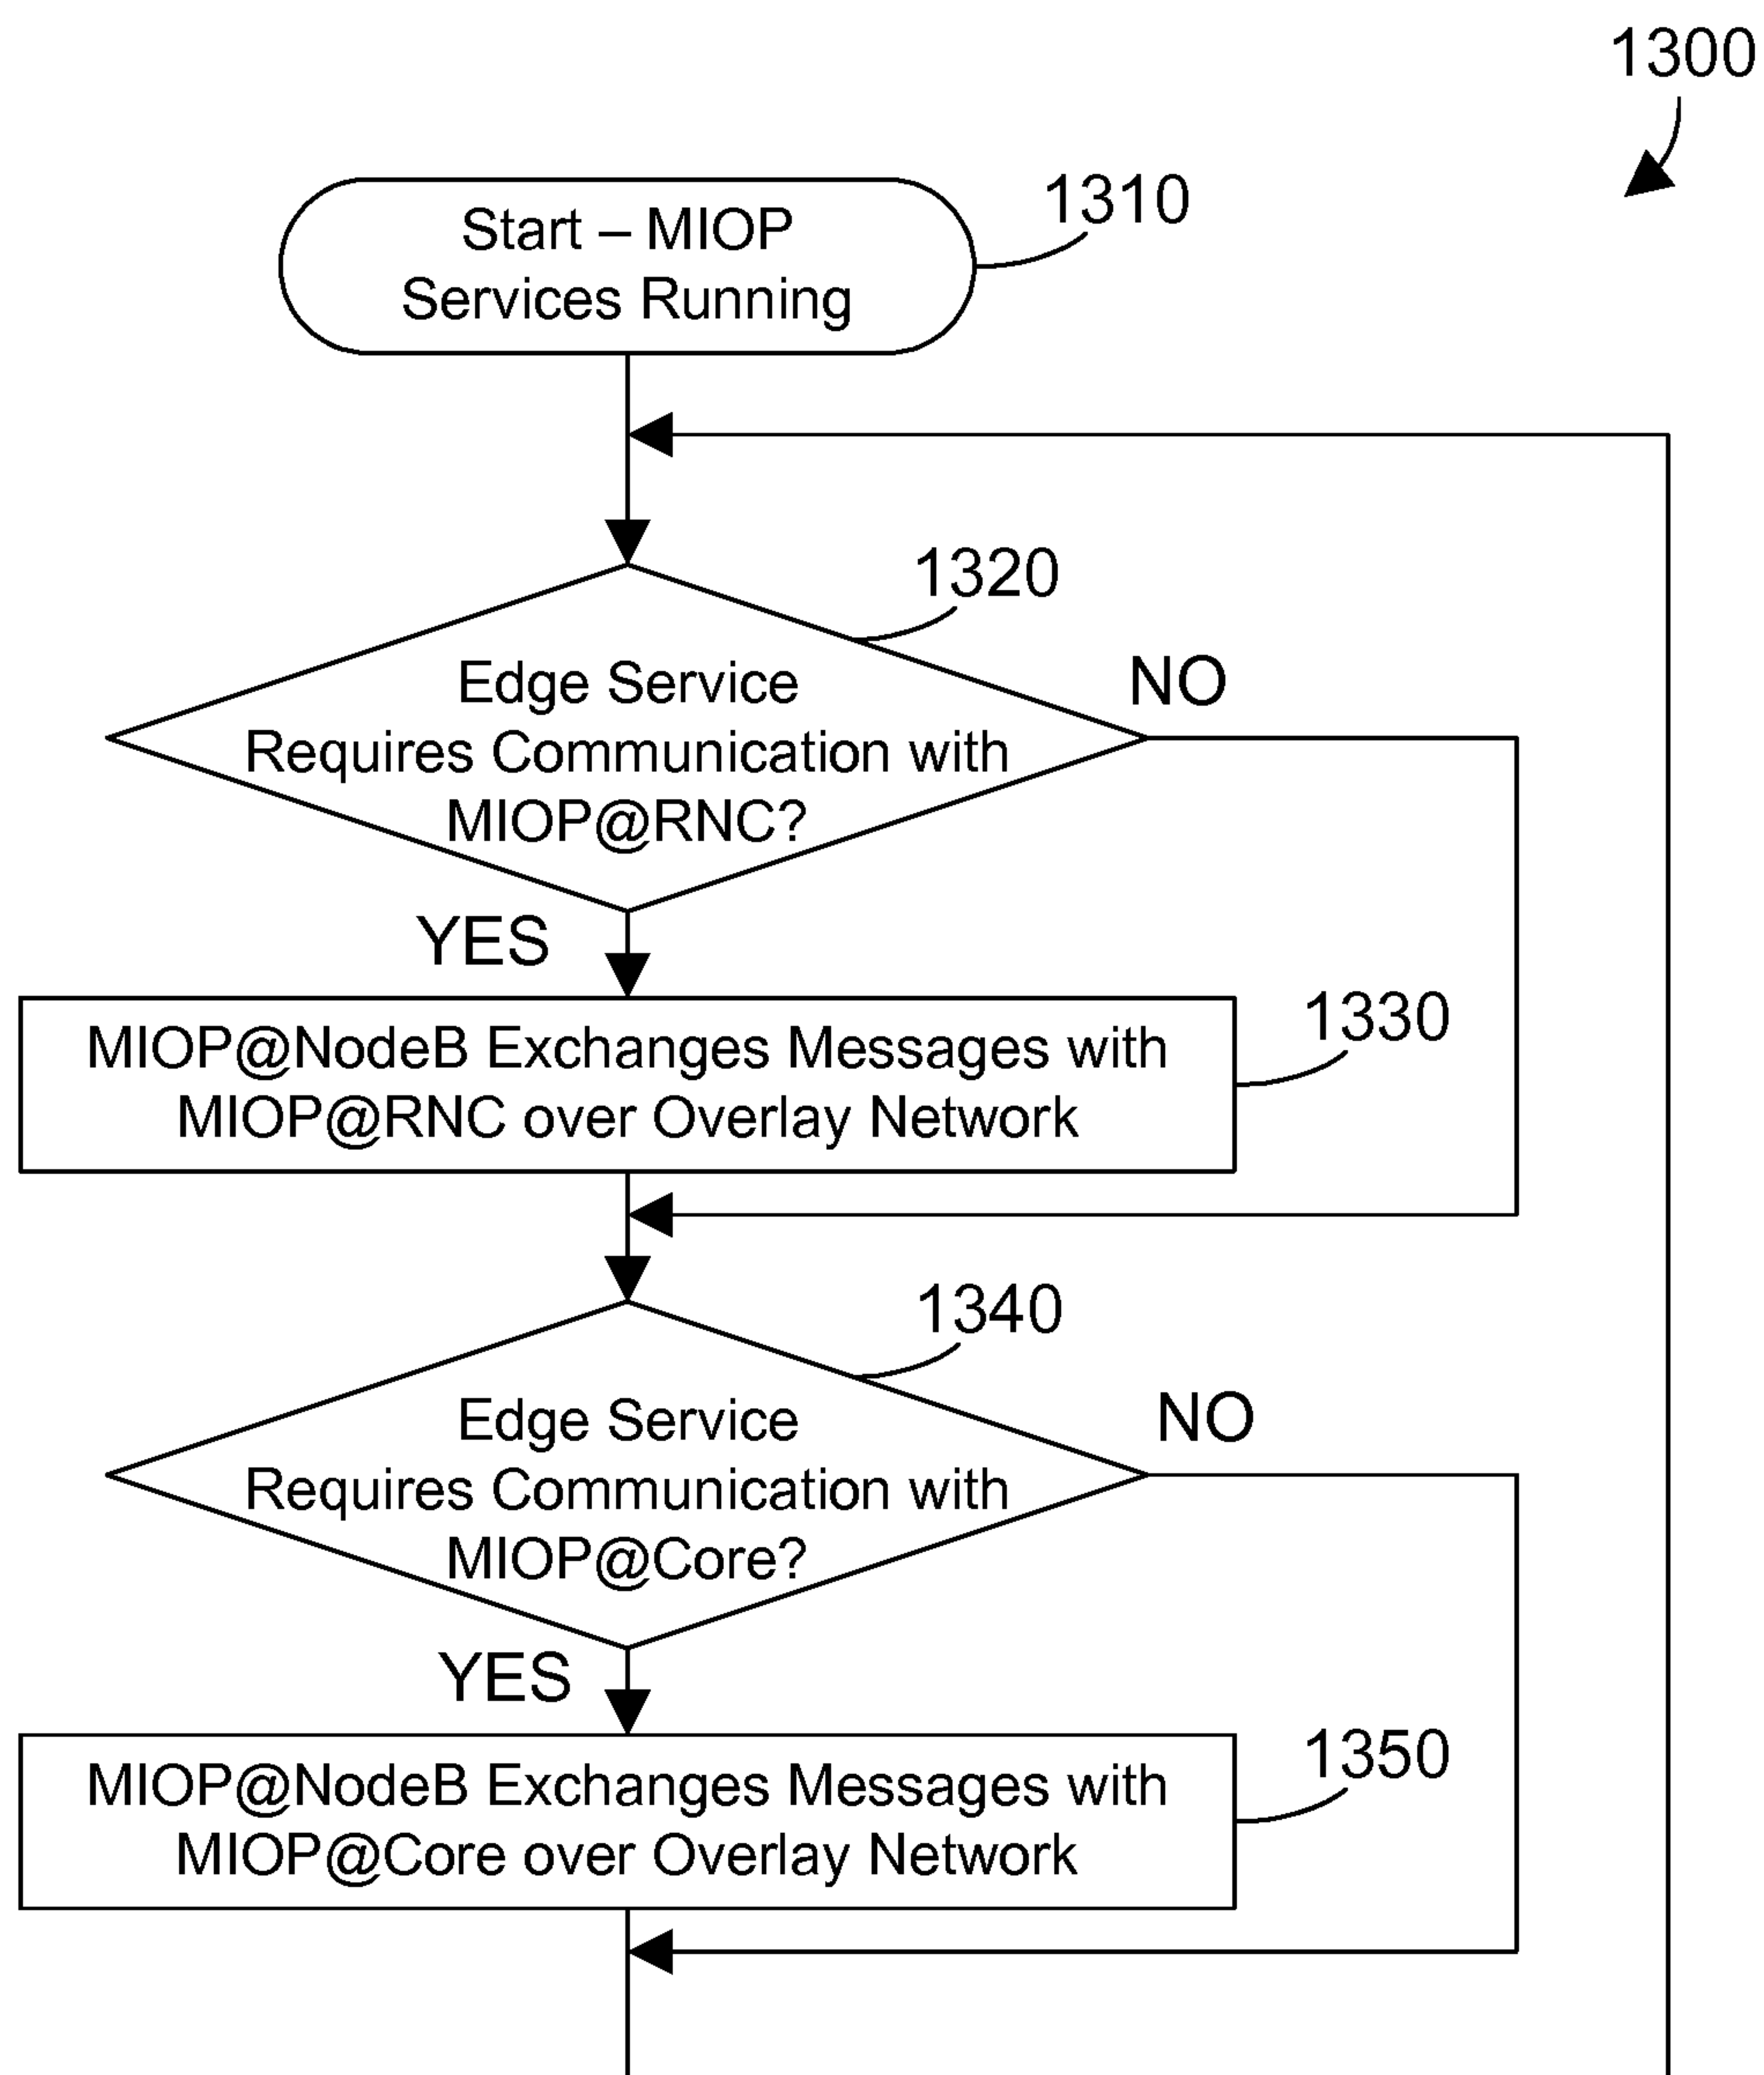 1300
1310
Start – MIOP
Services Running
1320
Edge Service
Requires Communication with
MIOP@RNC?
NO
YES
1330
MIOP@NodeB Exchanges Messages with
MIOP@RNC over Overlay Network
1340
Edge Service
Requires Communication with
MIOP@Core?
NO
YES
1350
MIOP@NodeB Exchanges Messages with
MIOP@Core over Overlay Network